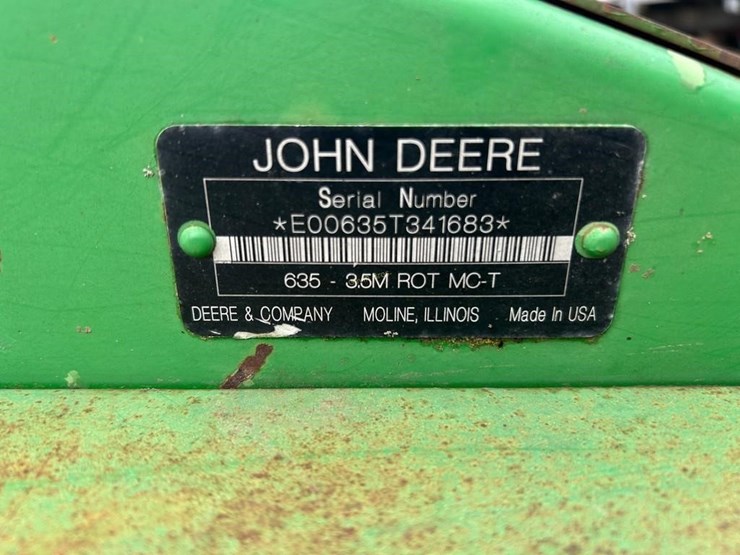 JOHN DEERE
Serial Number
*E00635T341683*
635 - 3.5M ROT MC-T
DEERE & COMPANY MOLINE, ILLINOIS Made In USA